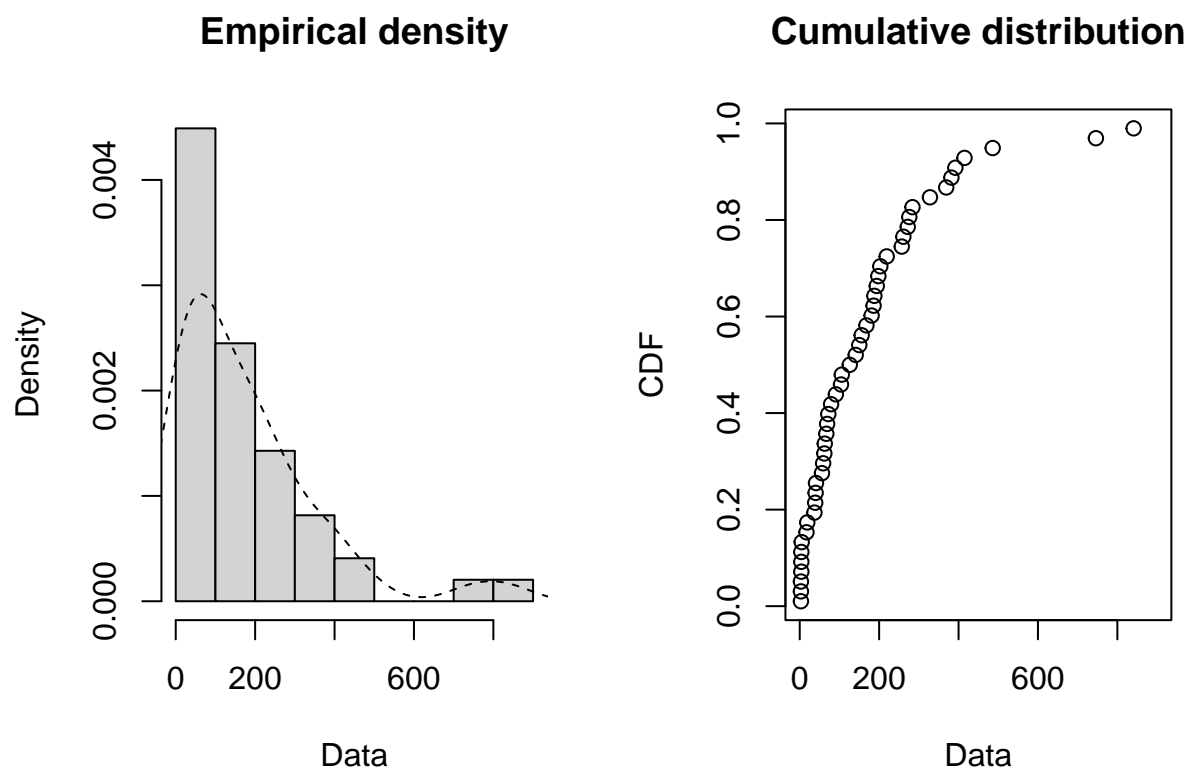 Empirical density
Density
0.000
0.002
0.004
0
200
600
Data
Cumulative distribution
CDF
0.0
0.2
0.4
0.6
0.8
1.0
0
200
600
Data